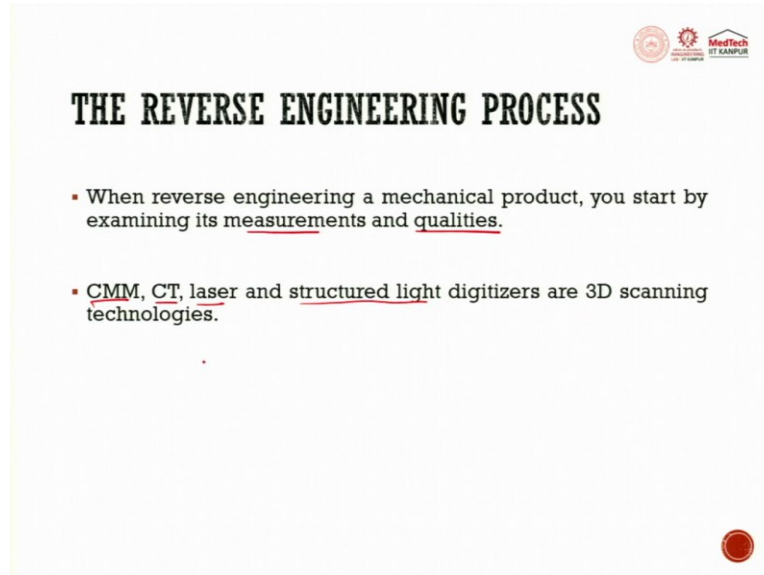 MedTech
IIT KANPUR
THE REVERSE ENGINEERING PROCESS
When reverse engineering a mechanical product, you start by
examining its measurements and qualities.
CMM, CT, laser and structured light digitizers are 3D scanning
technologies.